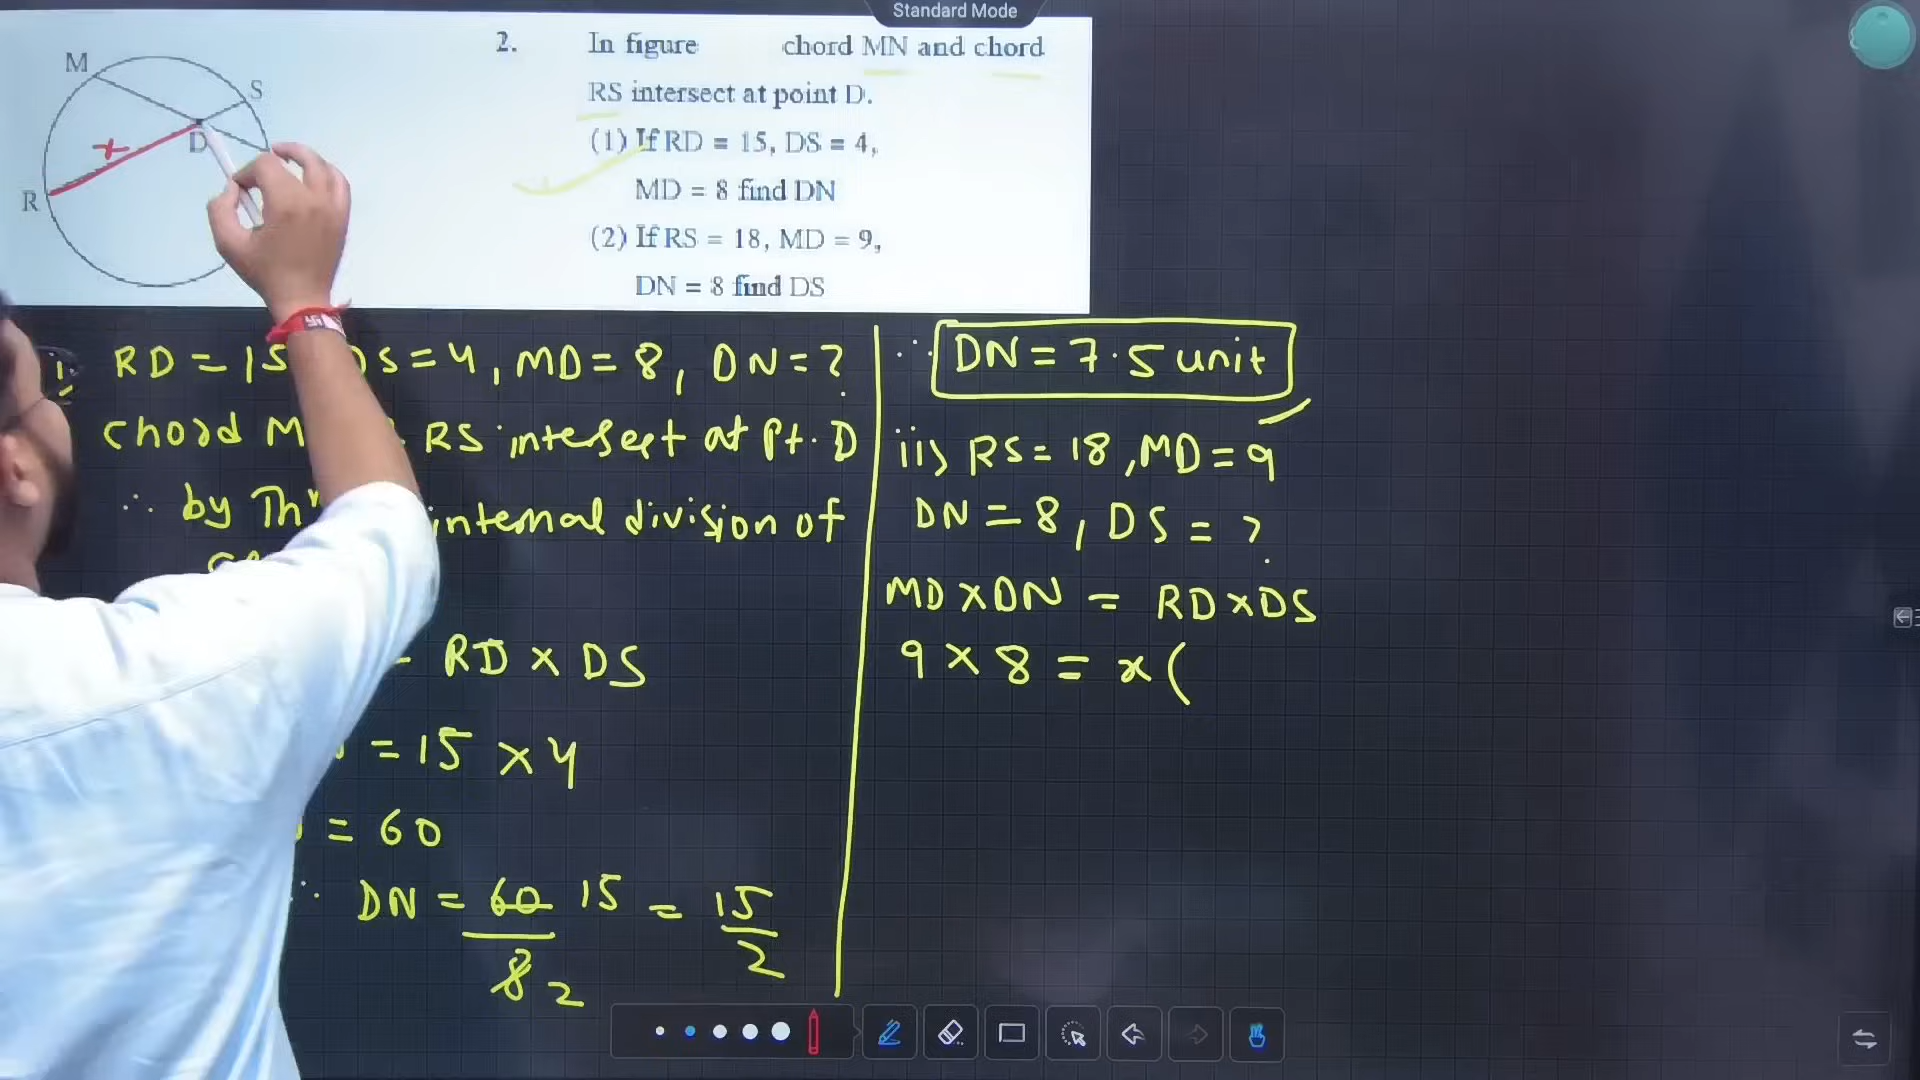 Standard Mode
2. In figure chord MN and chord
RS intersect at point D.
(1) If RD = 15, DS = 4,
MD = 8 find DN
(2) If RS = 18, MD = 9,
DN = 8 find DS
M
S
D
x
R
RD = 15 DS = 4, MD = 8, DN = ?
chord M RS intersect at Pt. D
∴ by Th internal division of
RD × DS
= 15 × 4
= 60
∴ DN = 60 15 = 15
8 2 2
∴ DN = 7.5 unit
ii) RS = 18, MD = 9
DN = 8, DS = ?
MD × DN = RD × DS
9 × 8 = x (